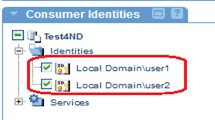 Consumer Identities
Test4ND
Identities
Local Domain\user1
Local Domain\user2
Services